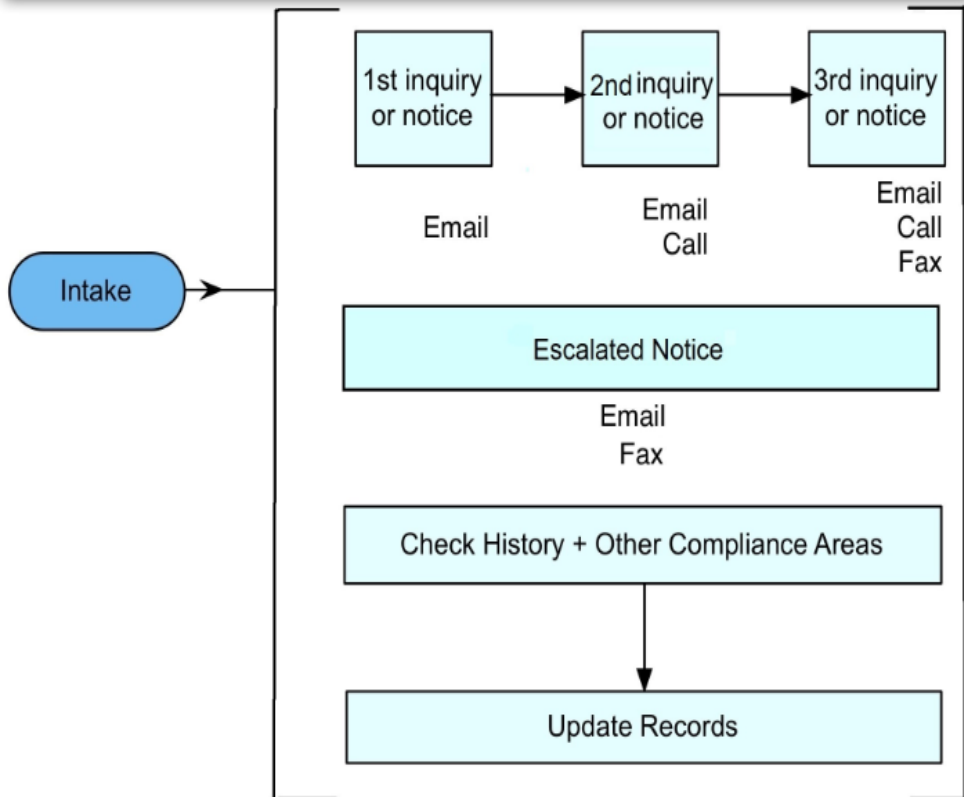 1st inquiry
or notice
2nd inquiry
or notice
3rd inquiry
or notice
Email
Email
Call
Email
Call
Fax
Intake
Escalated Notice
Email
Fax
Check History + Other Compliance Areas
Update Records